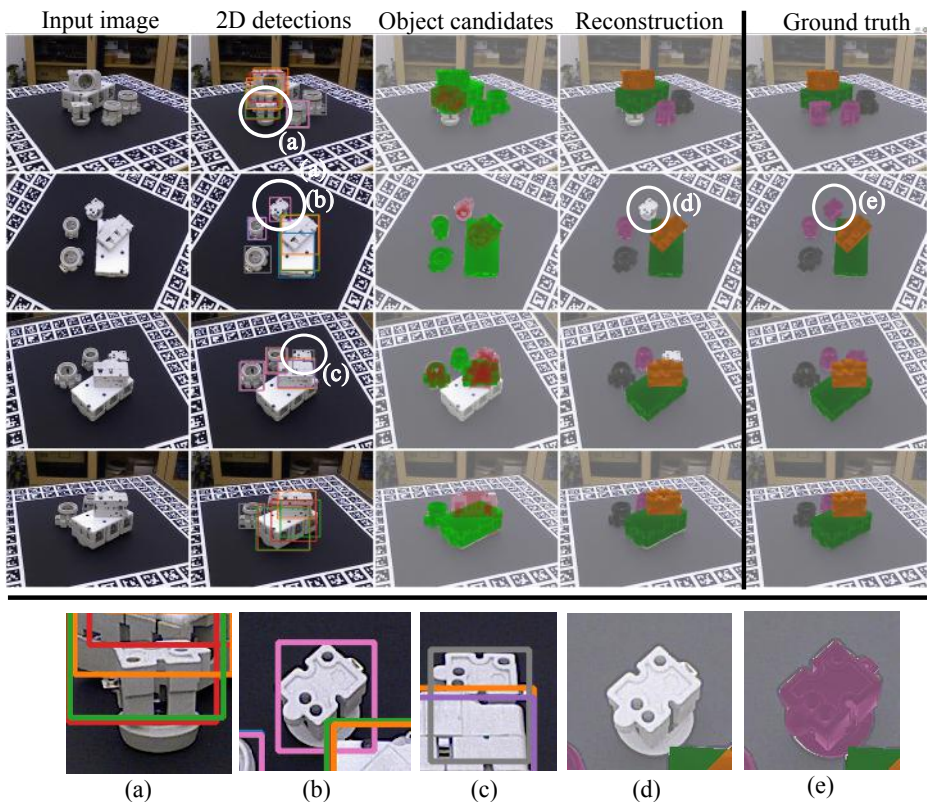 Input image 2D detections Object candidates Reconstruction Ground truth
(a)
(a)
(b) (d) (e)
(c)
(a) (b) (c) (d) (e)